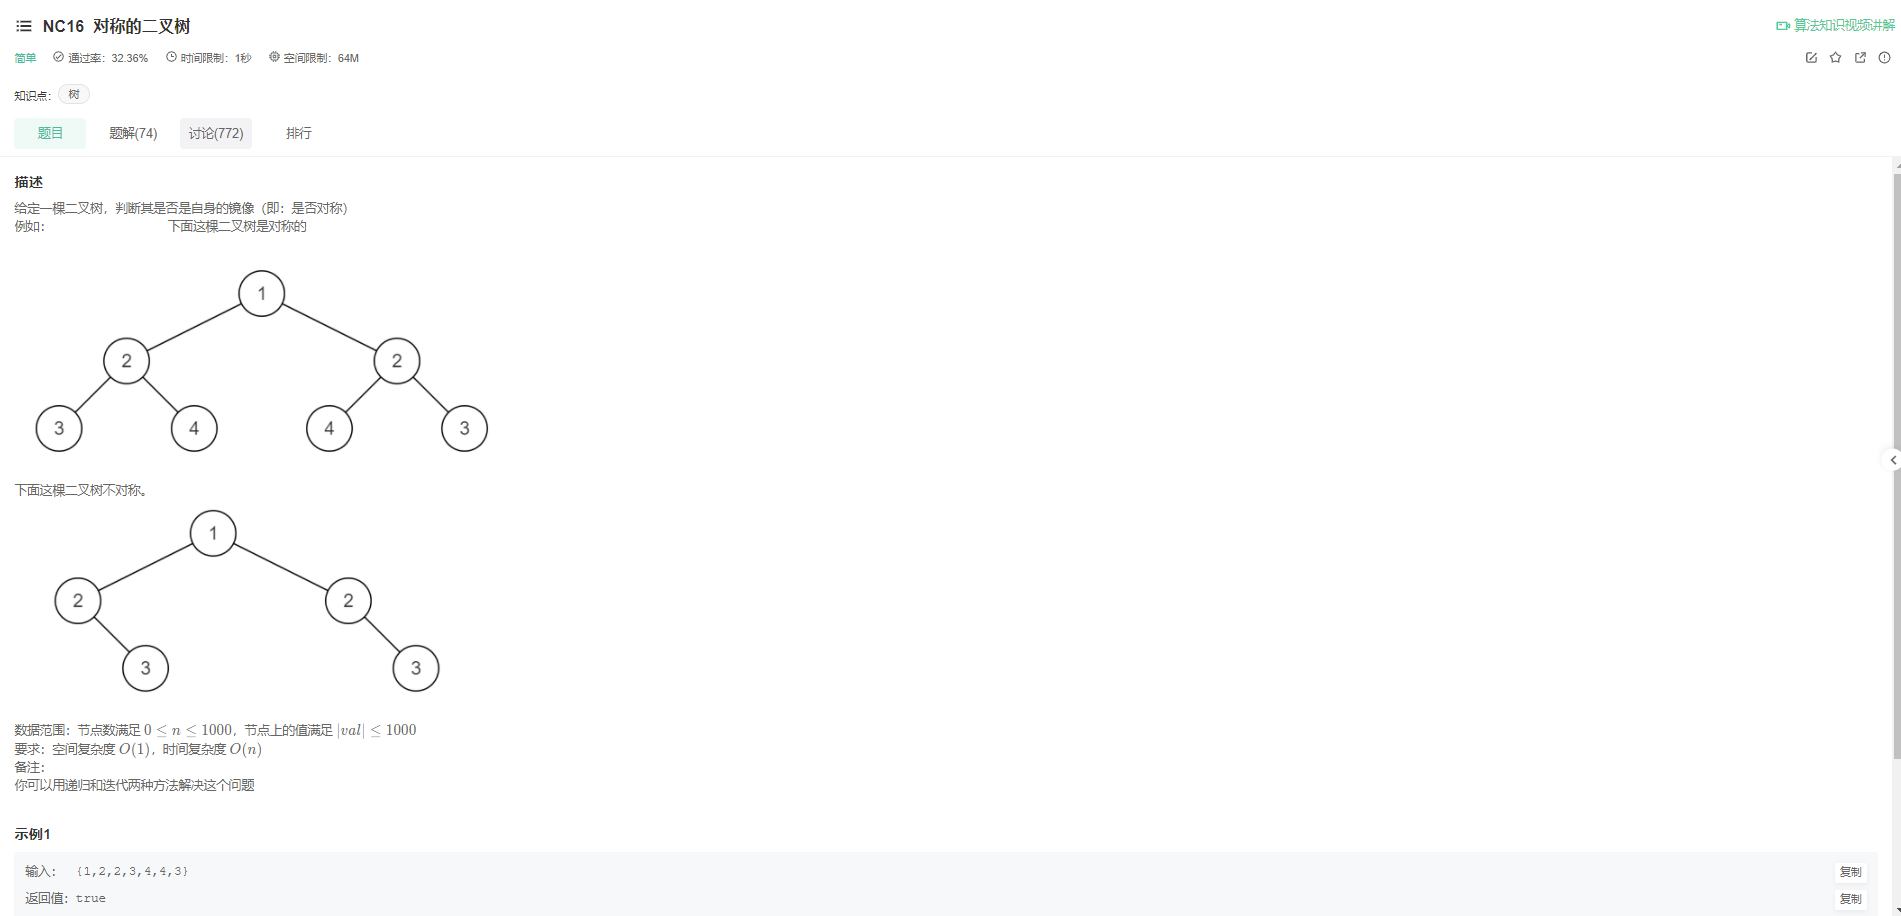 NC16 对称的二叉树
算法知识视频讲解
简单 通过率：32.36% 时间限制：1秒 空间限制：64M
知识点： 树
题目 题解(74) 讨论(772) 排行
描述
给定一棵二叉树，判断其是否是自身的镜像（即：是否对称）
例如： 下面这棵二叉树是对称的
1
2 2
3 4 4 3
下面这棵二叉树不对称。
1
2 2
3 3
数据范围：节点数满足 0 ≤ n ≤ 1000，节点上的值满足 |val| ≤ 1000
要求：空间复杂度 O(1)，时间复杂度 O(n)
备注：
你可以用递归和迭代两种方法解决这个问题
示例1
输入： {1,2,2,3,4,4,3} 复制
返回值：true 复制